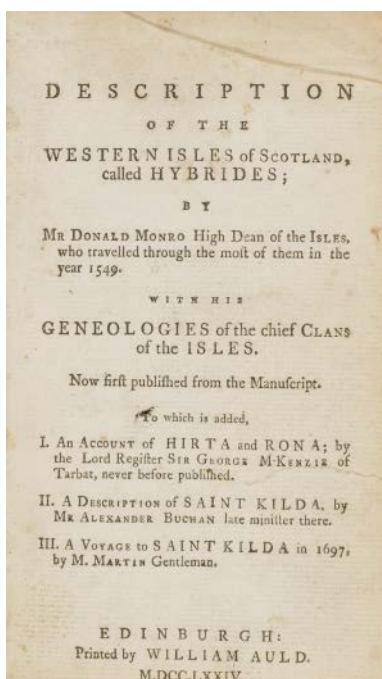 DESCRIPTION
OF THE
WESTERN ISLES of SCOTLAND,
called HYBRIDES;
BY
MR DONALD MONRO High Dean of the ISLES,
who travelled through the moſt of them in the
year 1549.
WITH HIS
GENEOLOGIES of the chief CLANS
of the ISLES.
Now firſt publiſhed from the Manuſcript.
To which is added,
I. An ACCOUNT of HIRTA and RONA; by
the Lord Regiſter SIR GEORGE M'KENZIE of
Tarbat, never before publiſhed.
II. A DESCRIPTION of SAINT KILDA, by
MR ALEXANDER BUCHAN late miniſter there.
III. A VOYAGE to SAINT KILDA in 1697,
by M. MARTIN Gentleman.
EDINBURGH:
Printed by WILLIAM AULD.
M.DCC.LXXIV.